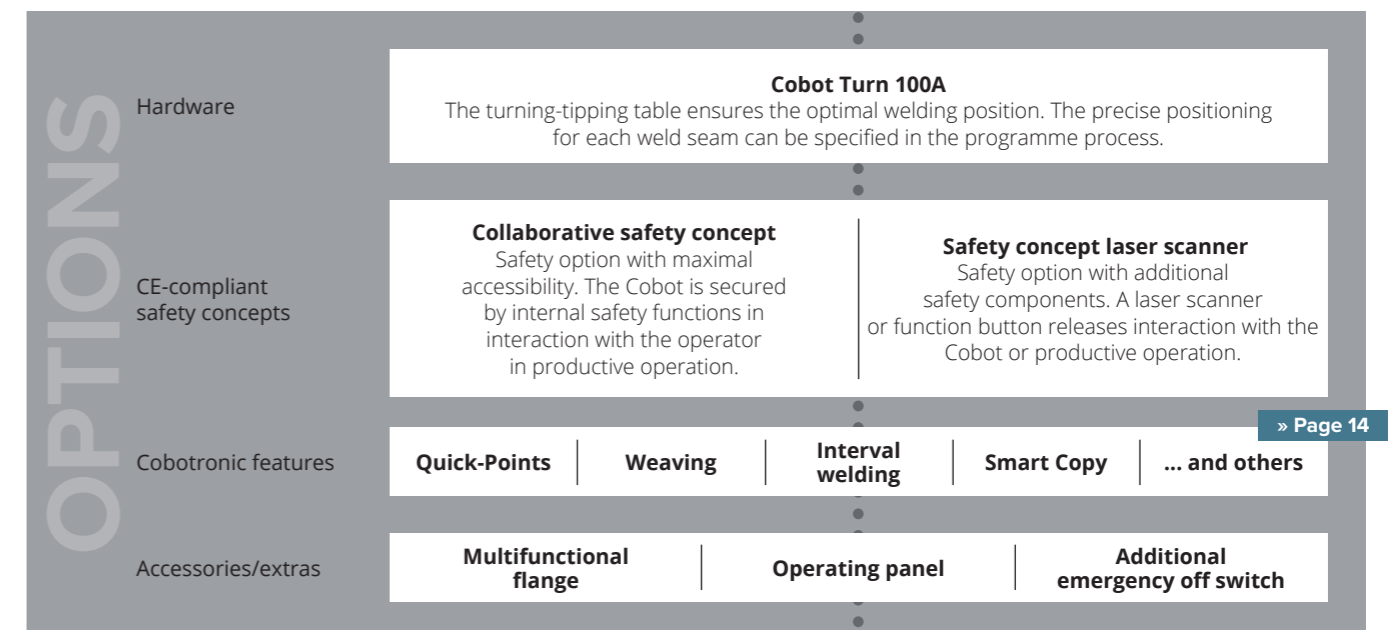 OPTIONS
Hardware
Cobot Turn 100A
The turning-tipping table ensures the optimal welding position. The precise positioning
for each weld seam can be specified in the programme process.
CE-compliant
safety concepts
Collaborative safety concept
Safety option with maximal
accessibility. The Cobot is secured
by internal safety functions in
interaction with the operator
in productive operation.
Safety concept laser scanner
Safety option with additional
safety components. A laser scanner
or function button releases interaction with the
Cobot or productive operation.
» Page 14
Cobotronic features
Quick-Points
Weaving
Interval
welding
Smart Copy
... and others
Accessories/extras
Multifunctional
flange
Operating panel
Additional
emergency off switch